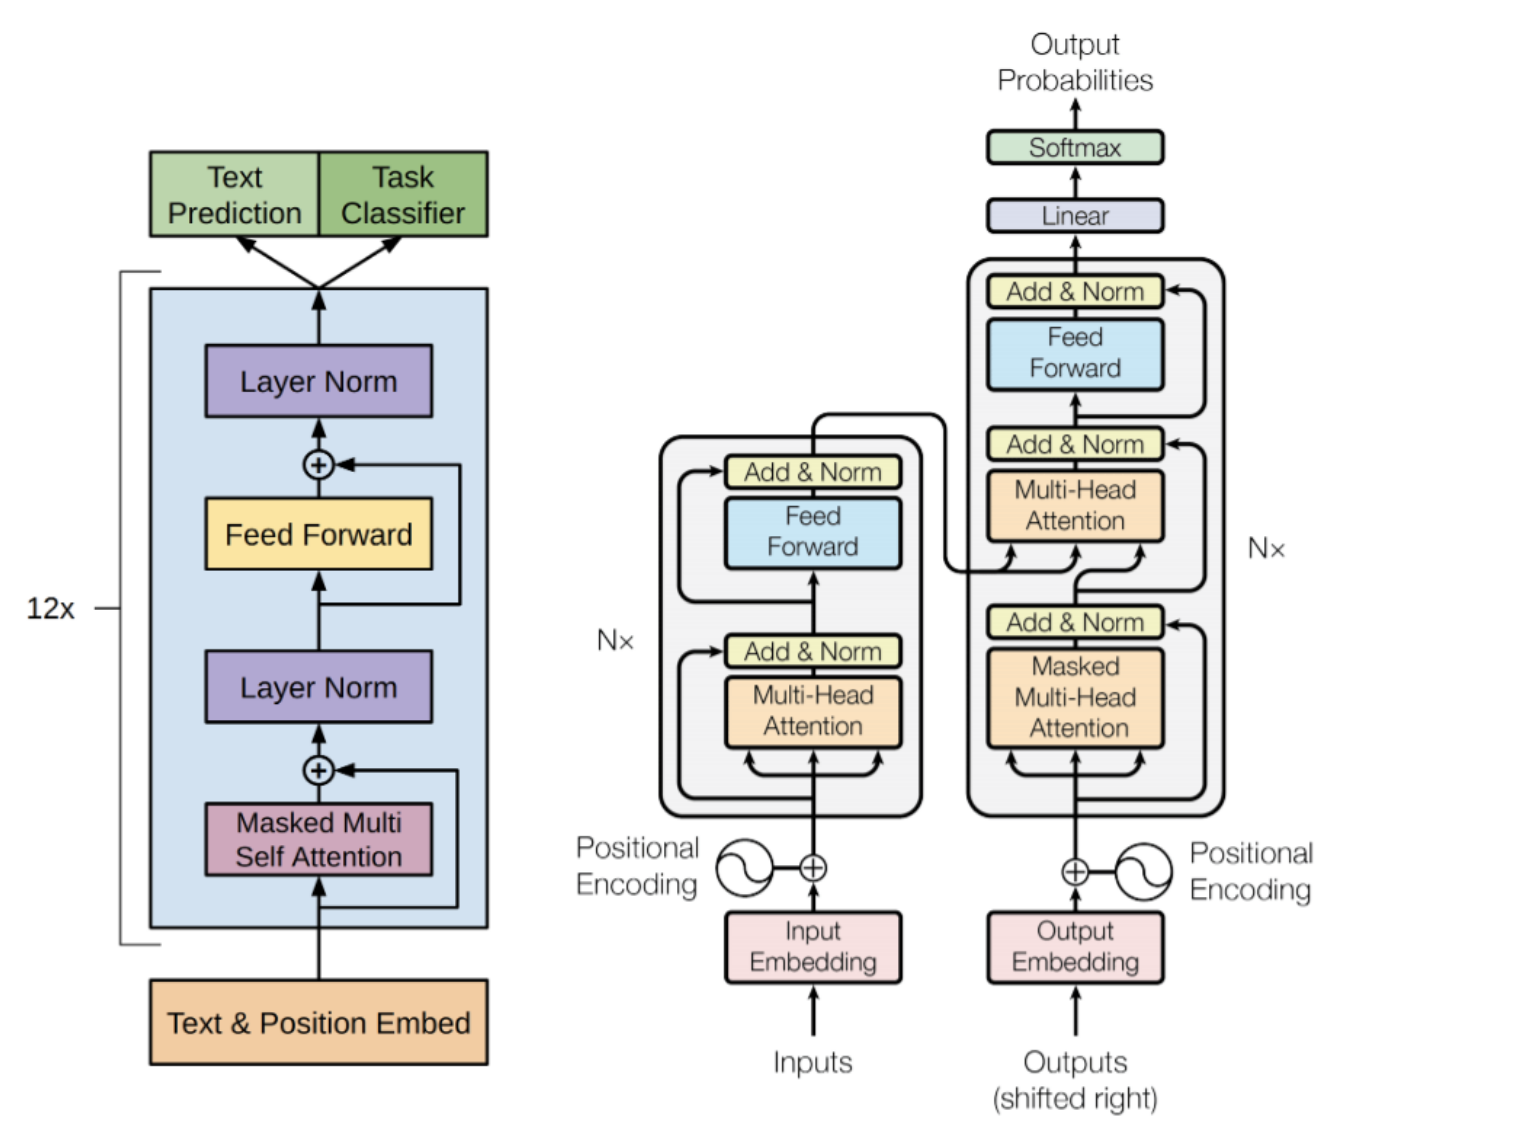 Text
Prediction
Task
Classifier
Layer Norm
Feed Forward
12x
Layer Norm
Masked Multi
Self Attention
Text & Position Embed
Add & Norm
Feed
Forward
Nx
Add & Norm
Multi-Head
Attention
Positional
Encoding
Input
Embedding
Inputs
Output
Probabilities
Softmax
Linear
Add & Norm
Feed
Forward
Add & Norm
Multi-Head
Attention
Nx
Add & Norm
Masked
Multi-Head
Attention
Positional
Encoding
Output
Embedding
Outputs
(shifted right)